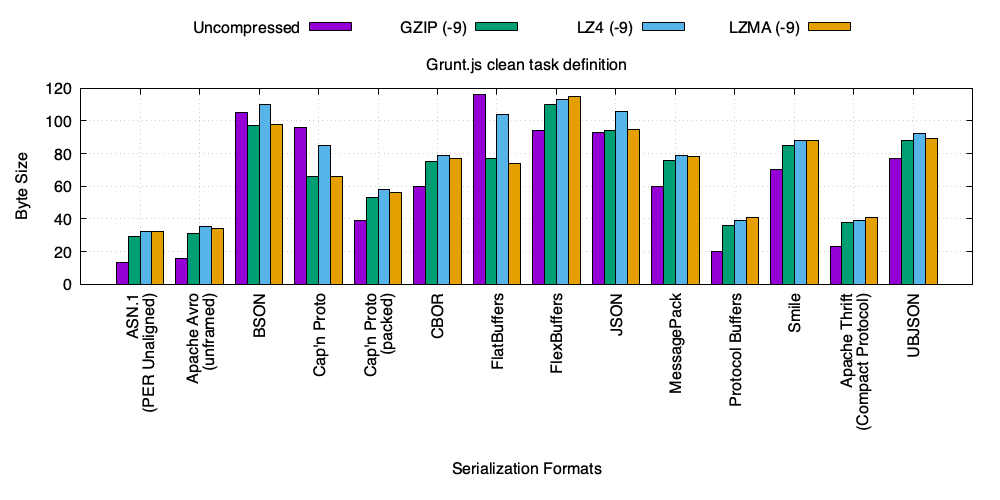 Uncompressed GZIP (-9) LZ4 (-9) LZMA (-9)
Grunt.js clean task definition
Byte Size
120
100
80
60
40
20
0
ASN.1
(PER Unaligned)
Apache Avro
(unframed)
BSON
Cap'n Proto
Cap'n Proto
(packed)
CBOR
FlatBuffers
FlexBuffers
JSON
MessagePack
Protocol Buffers
Smile
Apache Thrift
(Compact Protocol)
UBJSON
Serialization Formats